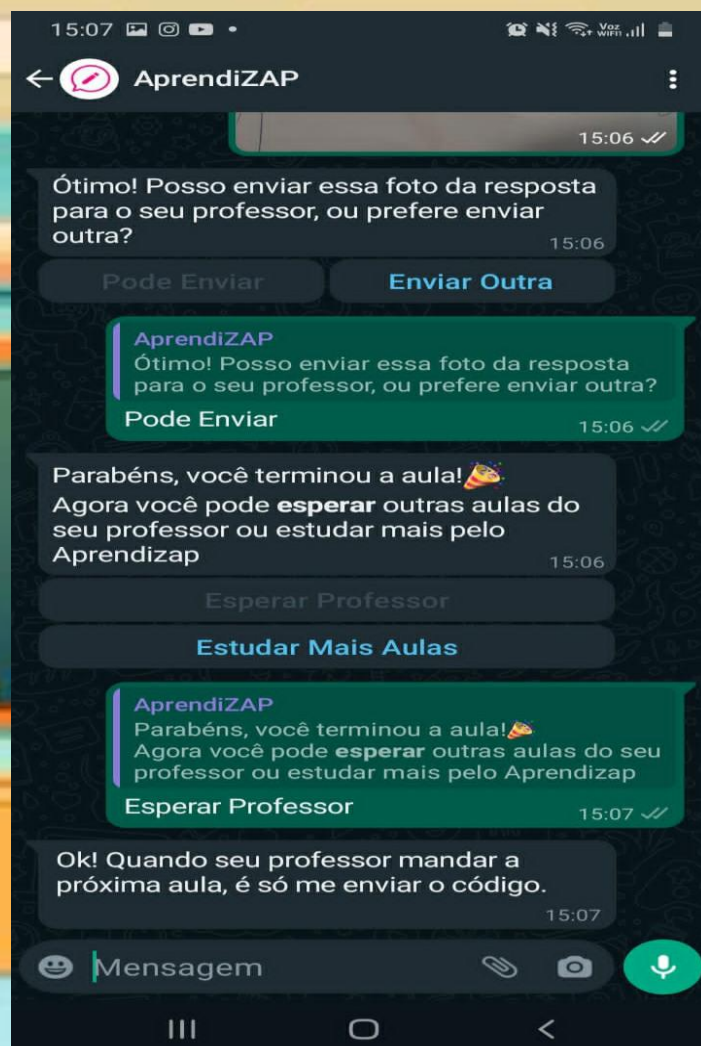 15:07
Voz
WiFi
AprendiZAP
15:06
Ótimo! Posso enviar essa foto da resposta
para o seu professor, ou prefere enviar
outra?
15:06
Pode Enviar
Enviar Outra
AprendiZAP
Ótimo! Posso enviar essa foto da resposta
para o seu professor, ou prefere enviar outra?
Pode Enviar
15:06
Parabéns, você terminou a aula!🎉
Agora você pode esperar outras aulas do
seu professor ou estudar mais pelo
Aprendizap
15:06
Esperar Professor
Estudar Mais Aulas
AprendiZAP
Parabéns, você terminou a aula!🎉
Agora você pode esperar outras aulas do seu
professor ou estudar mais pelo Aprendizap
Esperar Professor
15:07
Ok! Quando seu professor mandar a
próxima aula, é só me enviar o código.
15:07
Mensagem